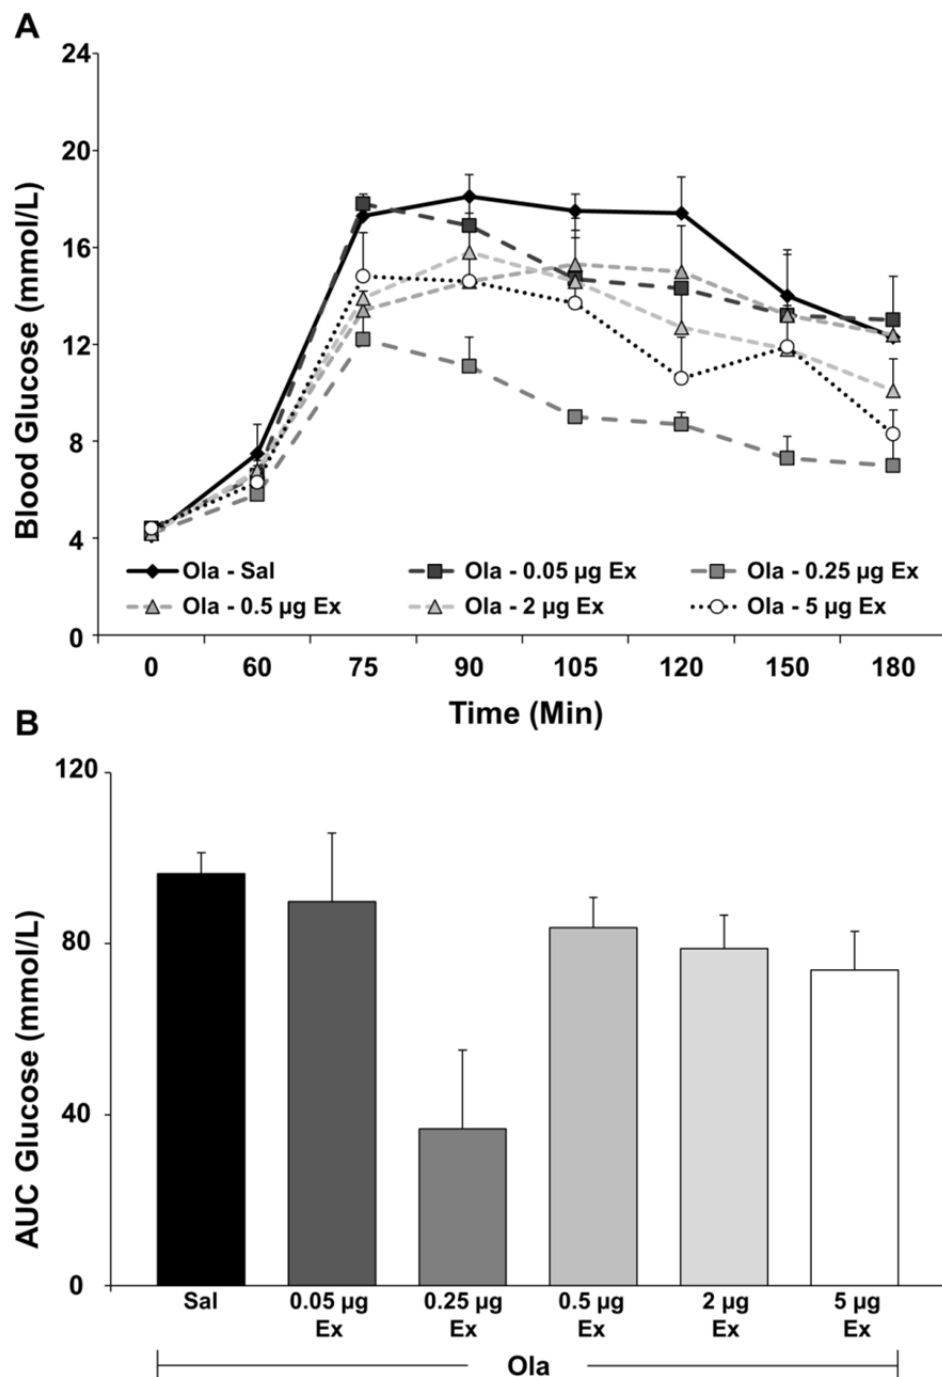 A
24
20
16
12
8
4
0
Blood Glucose (mmol/L)
Ola - Sal Ola - 0.05 µg Ex Ola - 0.25 µg Ex
Ola - 0.5 µg Ex Ola - 2 µg Ex Ola - 5 µg Ex
0 60 75 90 105 120 150 180
Time (Min)
B
120
80
40
0
AUC Glucose (mmol/L)
Sal 0.05 µg 0.25 µg 0.5 µg 2 µg 5 µg
Ex Ex Ex Ex Ex
Ola